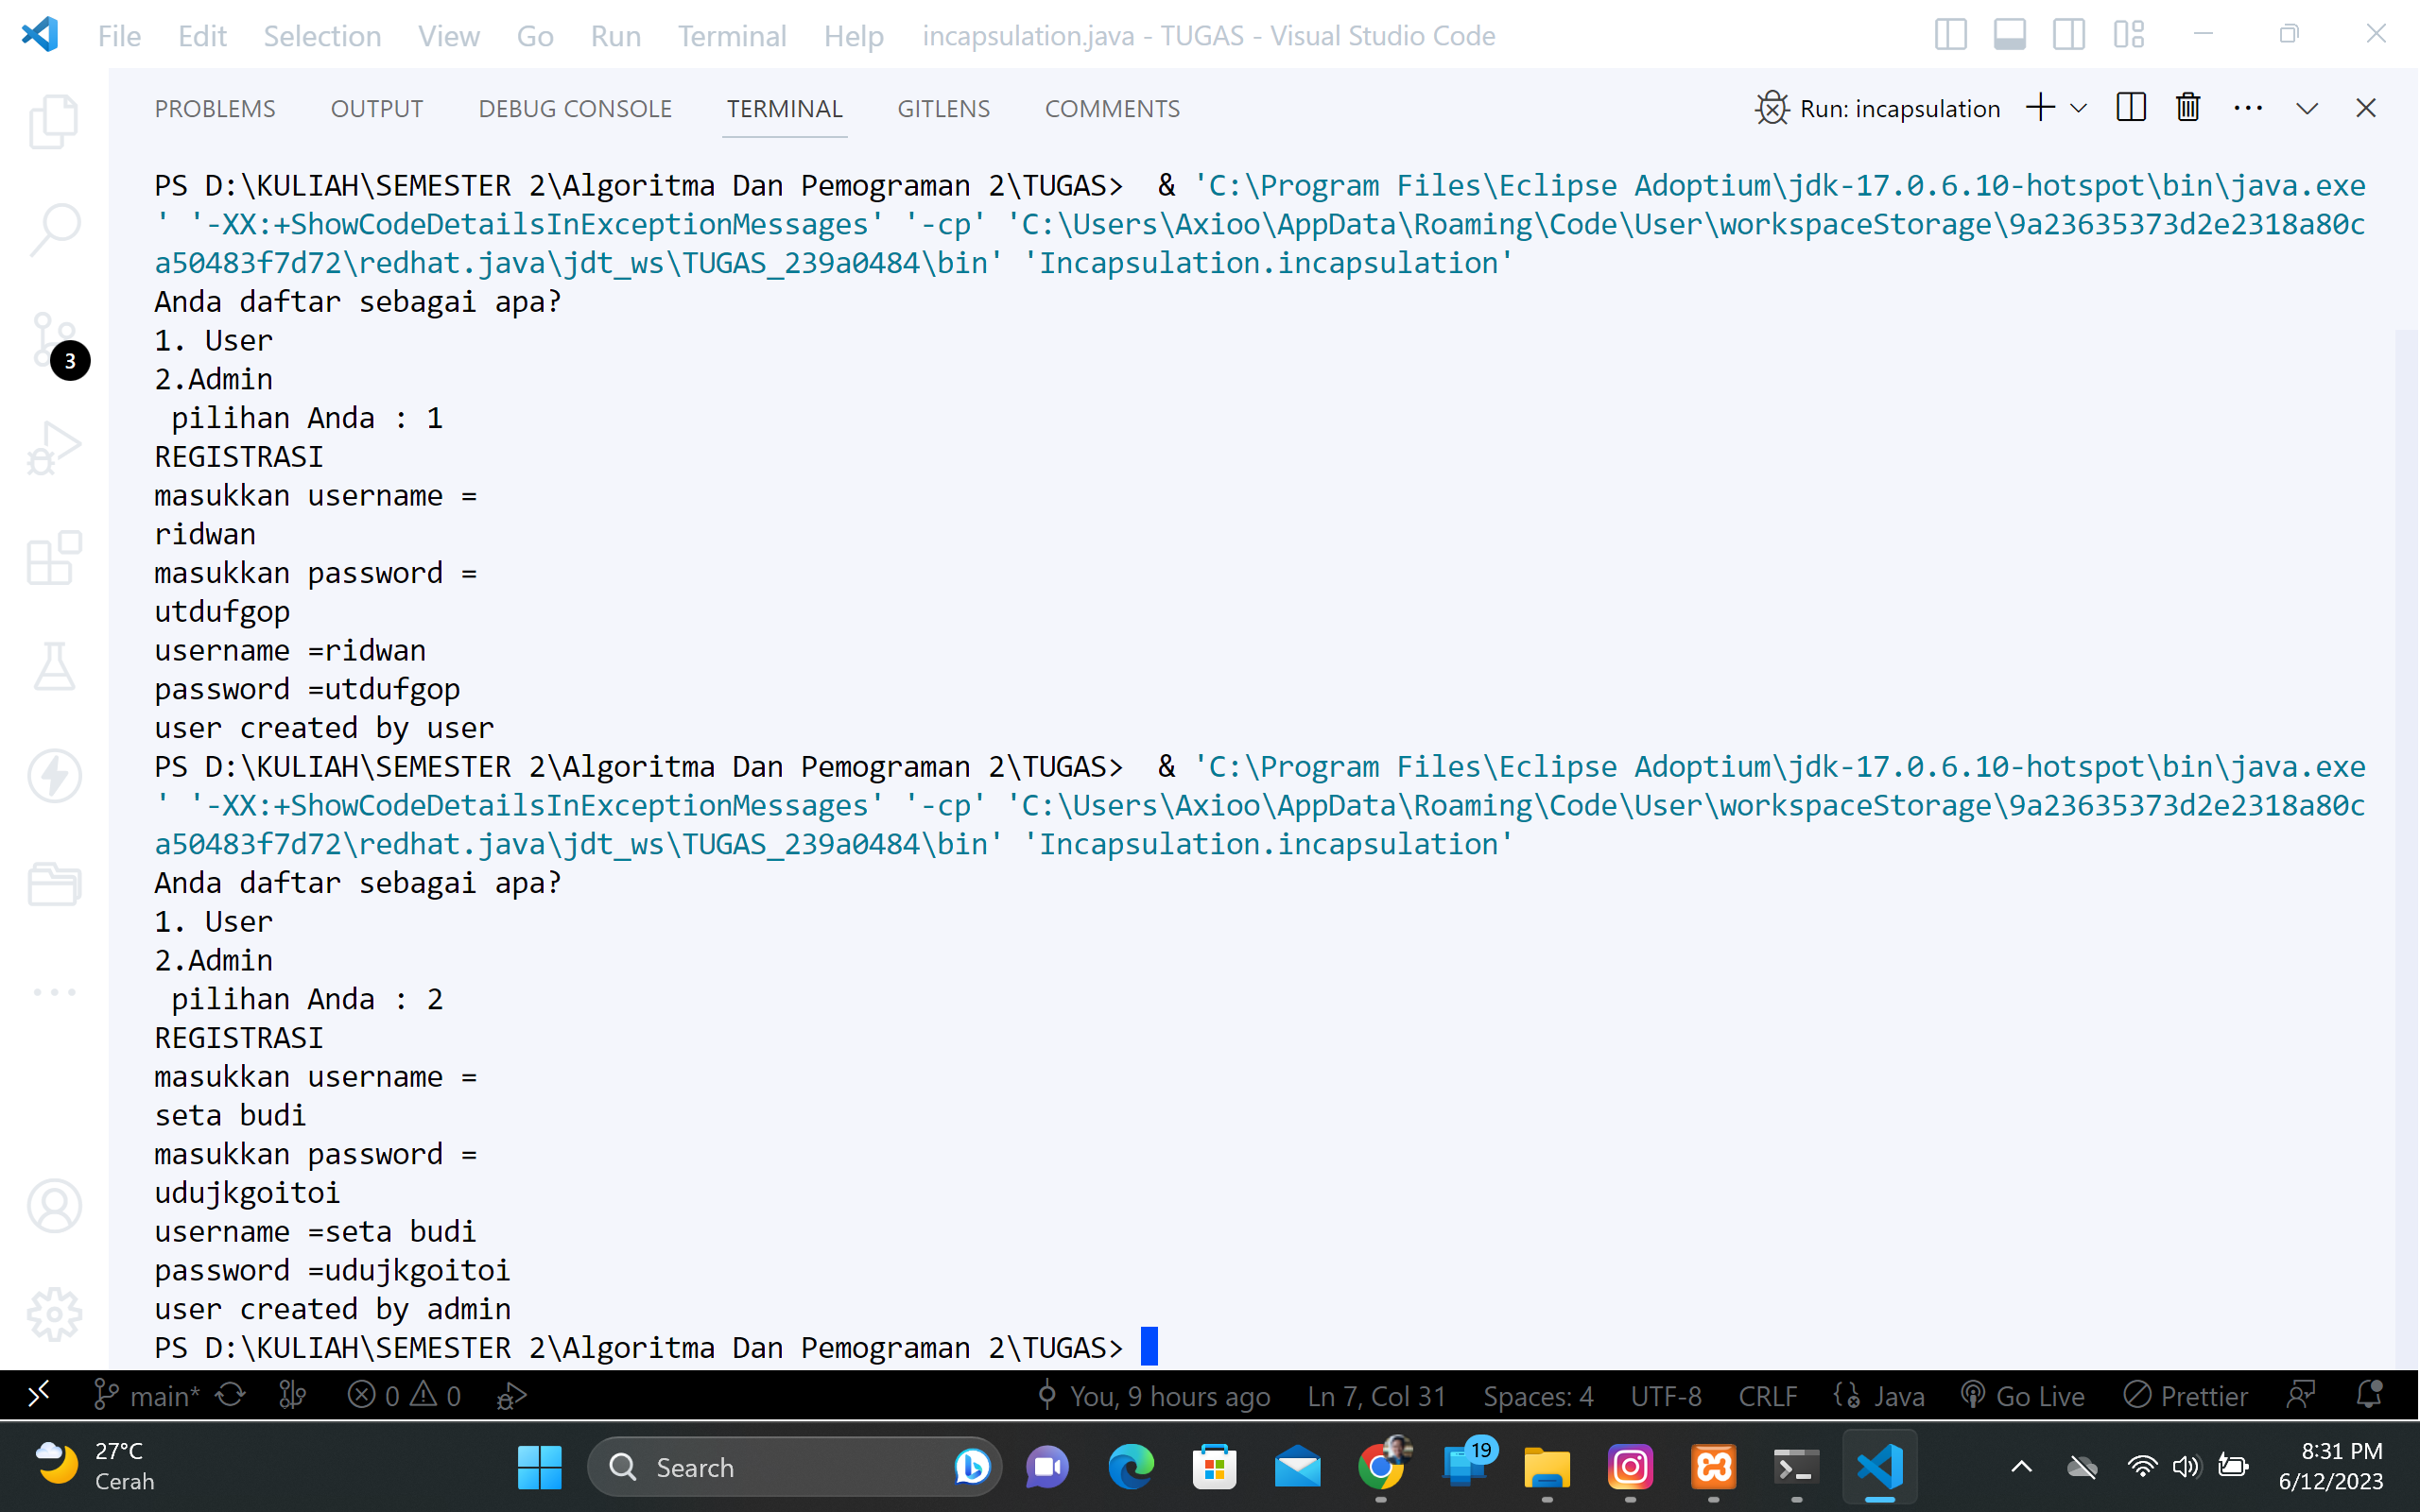 File Edit Selection View Go Run Terminal Help incapsulation.java - TUGAS - Visual Studio Code
PROBLEMS OUTPUT DEBUG CONSOLE TERMINAL GITLENS COMMENTS Run: incapsulation
PS D:\KULIAH\SEMESTER 2\Algoritma Dan Pemograman 2\TUGAS>  & 'C:\Program Files\Eclipse Adoptium\jdk-17.0.6.10-hotspot\bin\java.exe
' '-XX:+ShowCodeDetailsInExceptionMessages' '-cp' 'C:\Users\Axioo\AppData\Roaming\Code\User\workspaceStorage\9a23635373d2e2318a80c
a50483f7d72\redhat.java\jdt_ws\TUGAS_239a0484\bin' 'Incapsulation.incapsulation'
Anda daftar sebagai apa?
1. User
2.Admin
 pilihan Anda : 1
REGISTRASI
masukkan username =
ridwan
masukkan password =
utdufgop
username =ridwan
password =utdufgop
user created by user
PS D:\KULIAH\SEMESTER 2\Algoritma Dan Pemograman 2\TUGAS>  & 'C:\Program Files\Eclipse Adoptium\jdk-17.0.6.10-hotspot\bin\java.exe
' '-XX:+ShowCodeDetailsInExceptionMessages' '-cp' 'C:\Users\Axioo\AppData\Roaming\Code\User\workspaceStorage\9a23635373d2e2318a80c
a50483f7d72\redhat.java\jdt_ws\TUGAS_239a0484\bin' 'Incapsulation.incapsulation'
Anda daftar sebagai apa?
1. User
2.Admin
 pilihan Anda : 2
REGISTRASI
masukkan username =
seta budi
masukkan password =
udujkgoitoi
username =seta budi
password =udujkgoitoi
user created by admin
PS D:\KULIAH\SEMESTER 2\Algoritma Dan Pemograman 2\TUGAS>
3
main* 0 0 You, 9 hours ago Ln 7, Col 31 Spaces: 4 UTF-8 CRLF Java Go Live Prettier
27°C
Cerah
Search
19
8:31 PM
6/12/2023